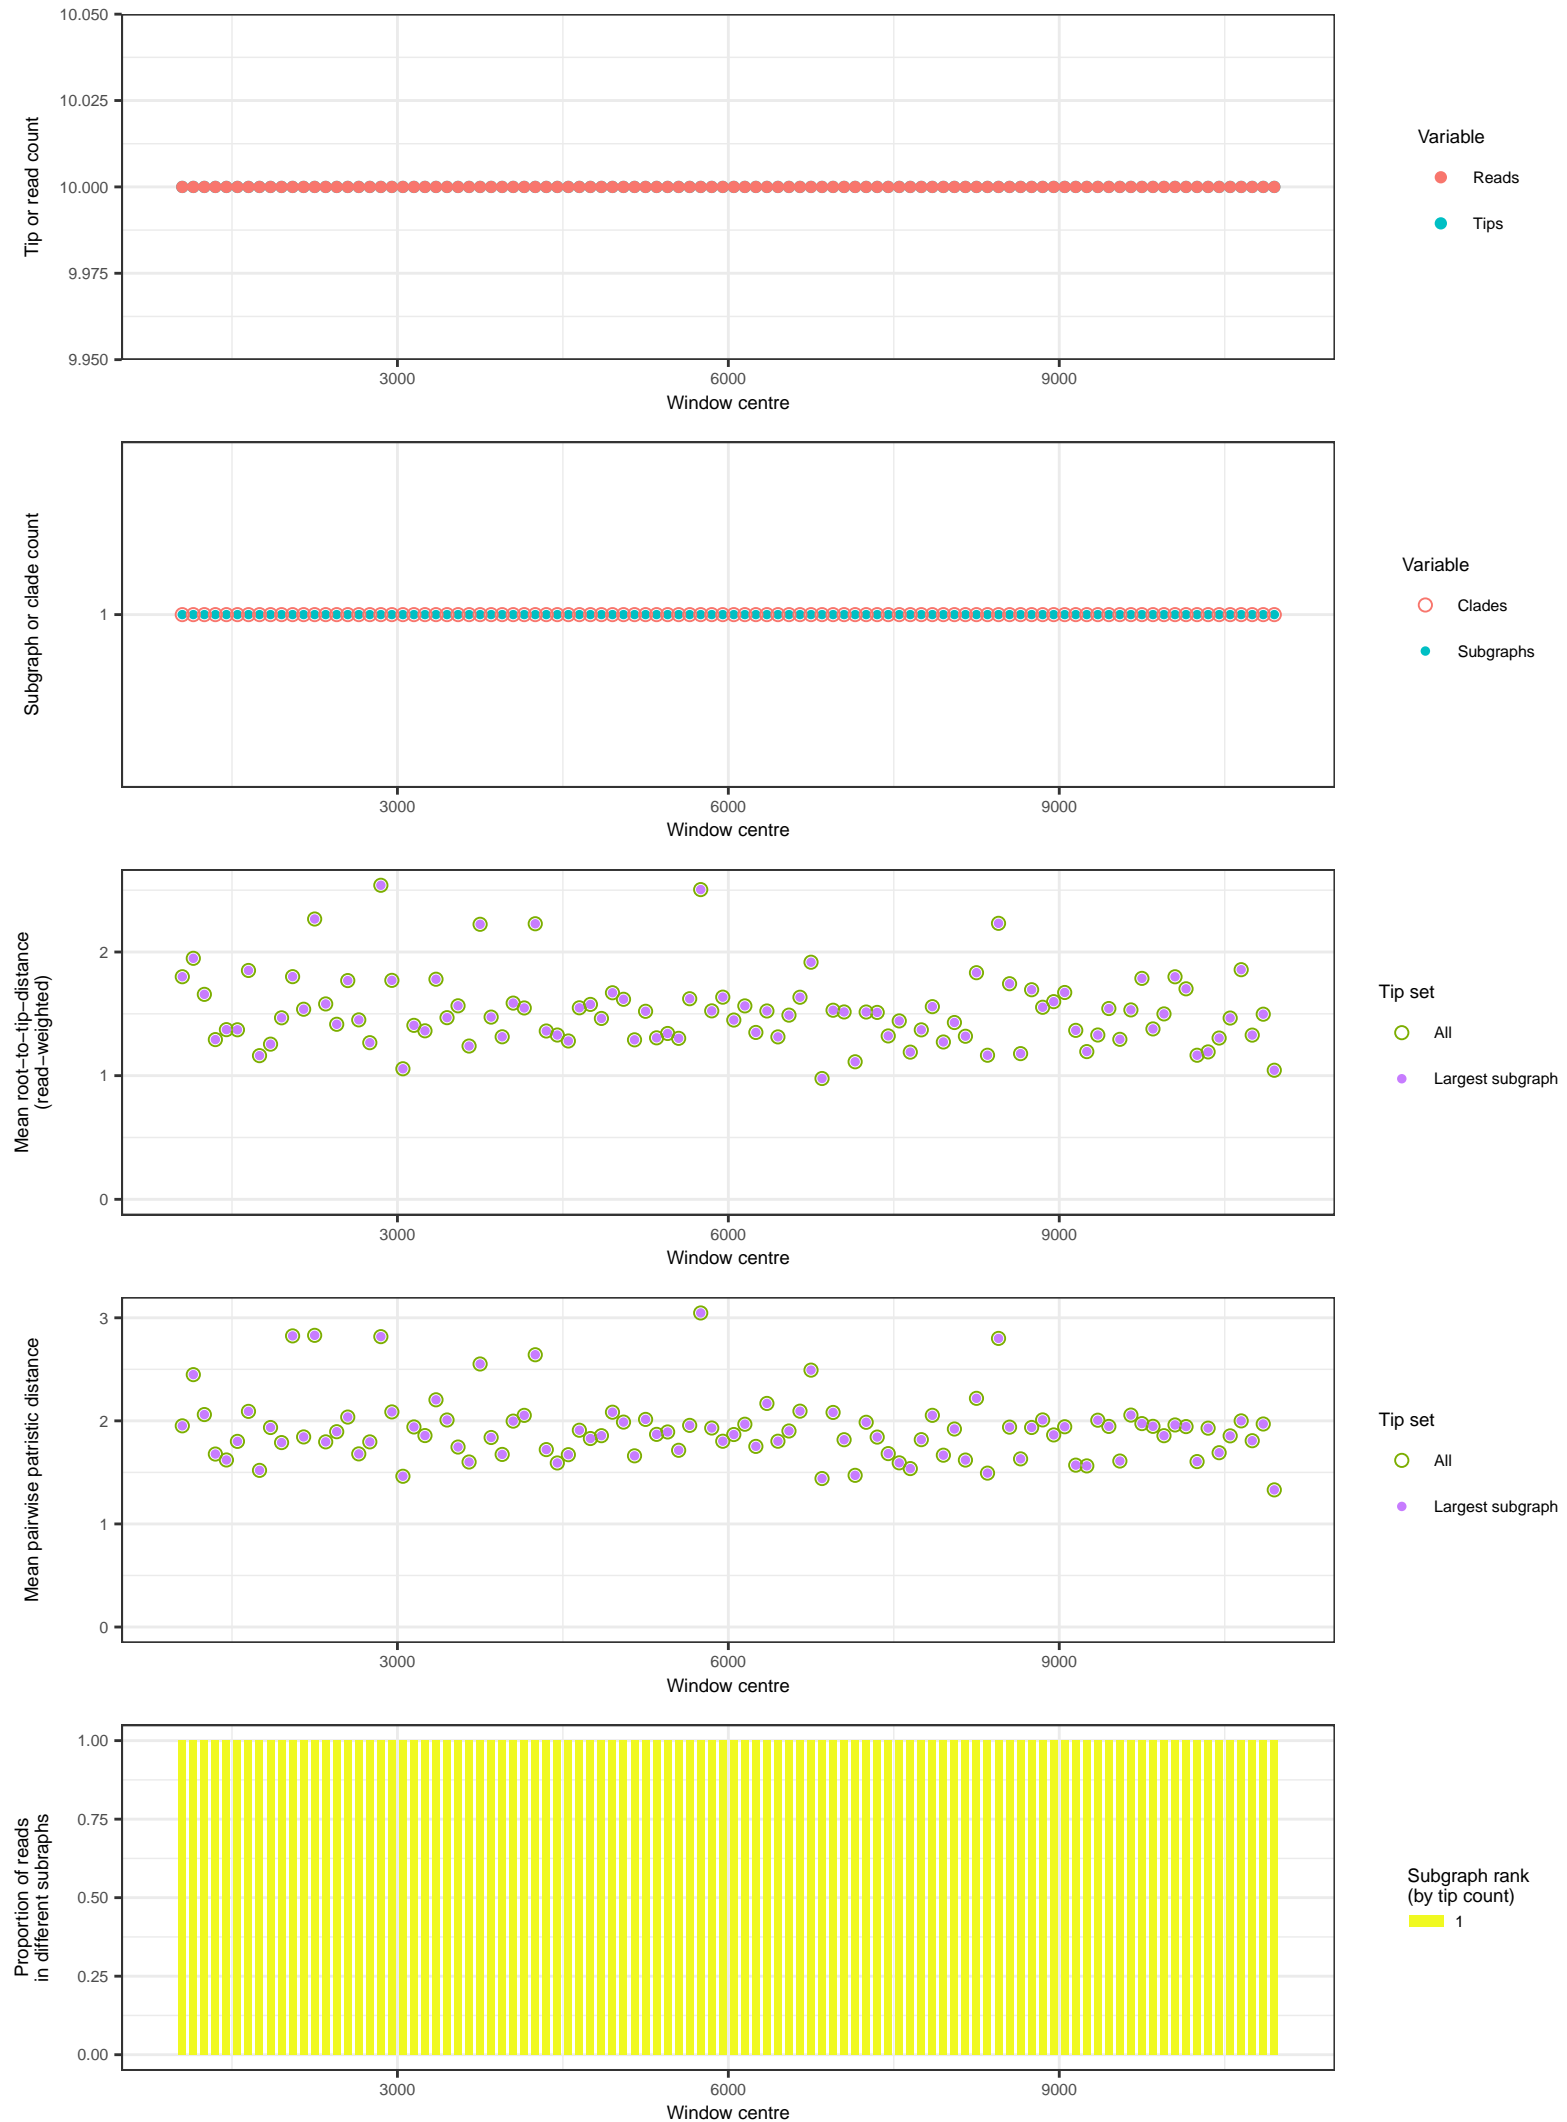 10.050
10.025
10.000
9.975
9.950
Tip or read count
3000 6000 9000
Window centre
Variable
Reads
Tips
1
Subgraph or clade count
3000 6000 9000
Window centre
Variable
Clades
Subgraphs
2
1
0
Mean root−to−tip−distance
(read−weighted)
3000 6000 9000
Window centre
Tip set
All
Largest subgraph
3
2
1
0
Mean pairwise patristic distance
3000 6000 9000
Window centre
Tip set
All
Largest subgraph
1.00
0.75
0.50
0.25
0.00
Proportion of reads
in different subraphs
3000 6000 9000
Window centre
Subgraph rank
(by tip count)
1